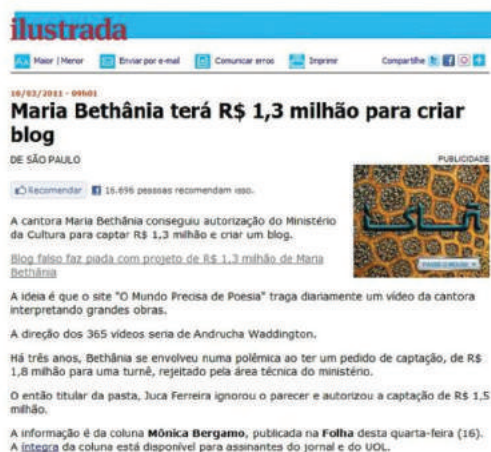 ilustrada
Maior | Menor Enviar por e-mail Comunicar erros Imprimir Compartilhe
16/03/2011 - 09h01
Maria Bethânia terá R$ 1,3 milhão para criar
blog
DE SÃO PAULO
PUBLICIDADE
Recomendar 16.696 pessoas recomendam isso.
A cantora Maria Bethânia conseguiu autorização do Ministério
da Cultura para captar R$ 1,3 milhão e criar um blog.
Blog falso faz piada com projeto de R$ 1,3 milhão de Maria
Bethânia
A ideia é que o site "O Mundo Precisa de Poesia" traga diariamente um vídeo da cantora
interpretando grandes obras.
A direção dos 365 vídeos seria de Andrucha Waddington.
Há três anos, Bethânia se envolveu numa polêmica ao ter um pedido de captação, de R$
1,8 milhão para uma turnê, rejeitado pela área técnica do ministério.
O então titular da pasta, Juca Ferreira ignorou o parecer e autorizou a captação de R$ 1,5
milhão.
A informação é da coluna Mônica Bergamo, publicada na Folha desta quarta-feira (16).
A íntegra da coluna está disponível para assinantes do jornal e do UOL.